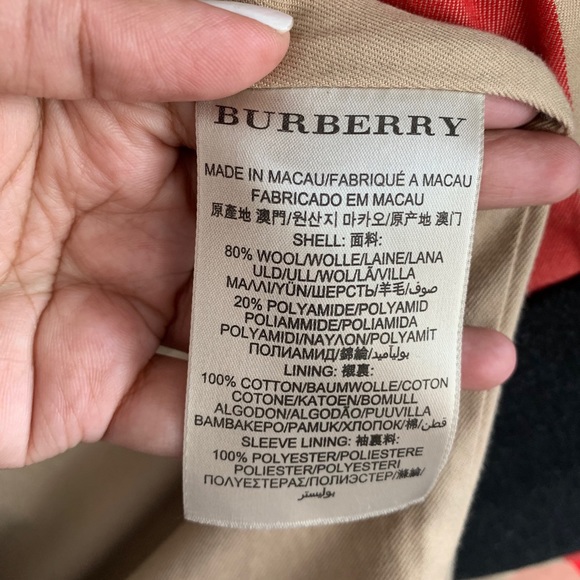 BURBERRY
MADE IN MACAU/FABRIQUÉ A MACAU
FABRICADO EM MACAU
原產地 澳門/원산지 마카오/原产地 澳门
SHELL: 面料:
80% WOOL/WOLLE/LAINE/LANA
ULD/ULL/WOL/LÃ/VILLA
ΜΑΛΛΙ/YÜN/ШЕРСТЬ/羊毛/صوف/
20% POLYAMIDE/POLYAMID
POLIAMMIDE/POLIAMIDA
POLYAMIDI/ΝΑΥΛΟΝ/POLYAMİT
ПОЛИАМИД/錦綸/بولياميد/
LINING: 襯裏:
100% COTTON/BAUMWOLLE/COTON
COTONE/KATOEN/BOMULL
ALGODON/ALGODÃO/PUUVILLA
ΒΑΜΒΑΚΕΡΟ/PAMUK/ХЛОПОК/棉/قطن/
SLEEVE LINING: 袖裏料:
100% POLYESTER/POLIESTERE
POLIESTER/POLYESTERI
ΠΟΛΥΕΣΤΕΡΑΣ/ПОЛИЭСТЕР/滌綸/
بوليستر/